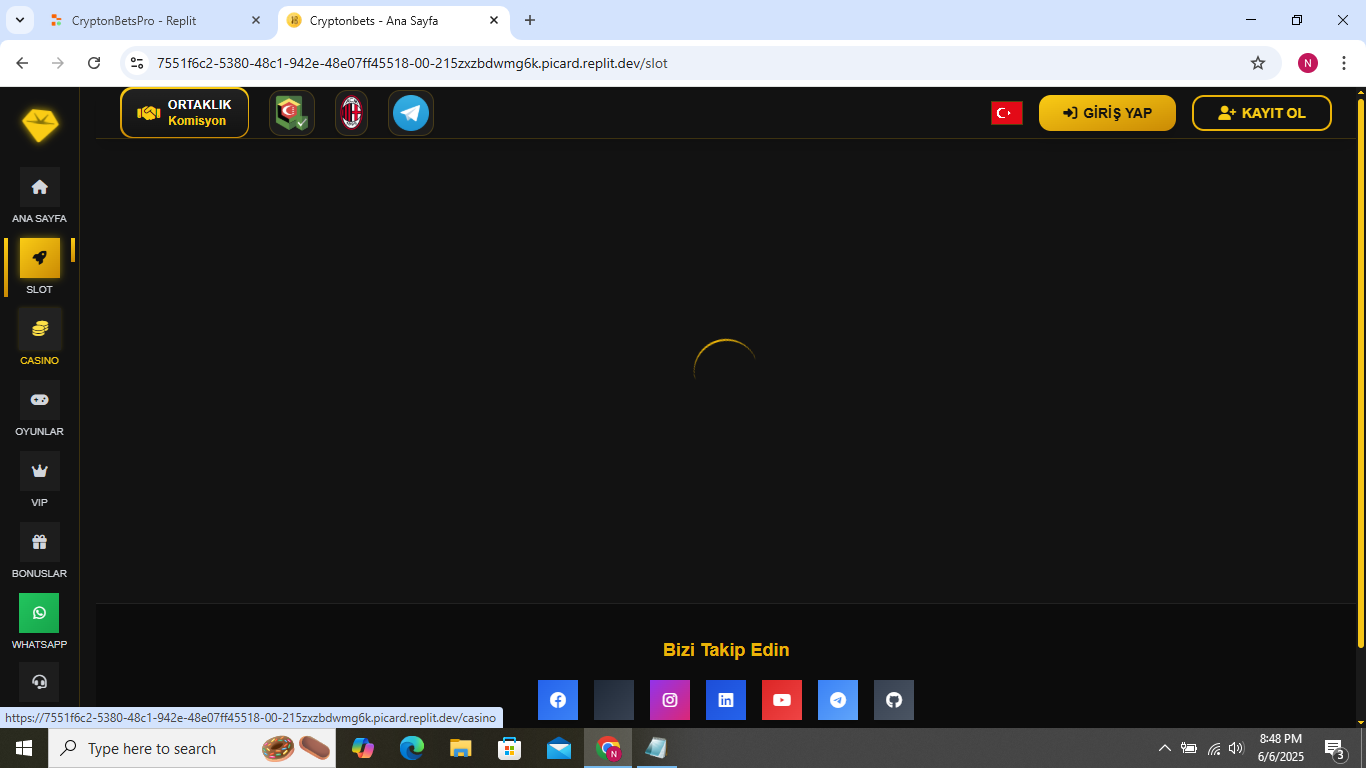 CryptonBetsPro - Replit
Cryptonbets - Ana Sayfa
7551f6c2-5380-48c1-942e-48e07ff45518-00-215zxzbdwmg6k.picard.replit.dev/slot
N
ORTAKLIK
Komisyon
GİRİŞ YAP
KAYIT OL
ANA SAYFA
SLOT
CASINO
OYUNLAR
VIP
BONUSLAR
WHATSAPP
Bizi Takip Edin
https://7551f6c2-5380-48c1-942e-48e07ff45518-00-215zxzbdwmg6k.picard.replit.dev/casino
Type here to search
N
8:48 PM
6/6/2025
3